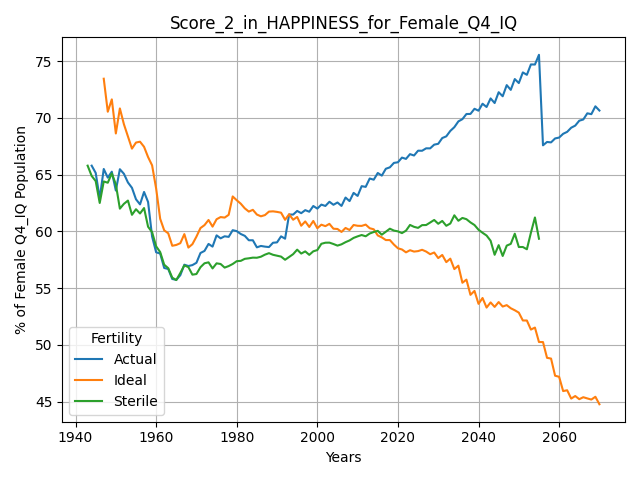 Score_2_in_HAPPINESS_for_Female_Q4_IQ
% of Female Q4_IQ Population
75
70
65
60
55
50
45
Fertility
Actual
Ideal
Sterile
1940 1960 1980 2000 2020 2040 2060
Years